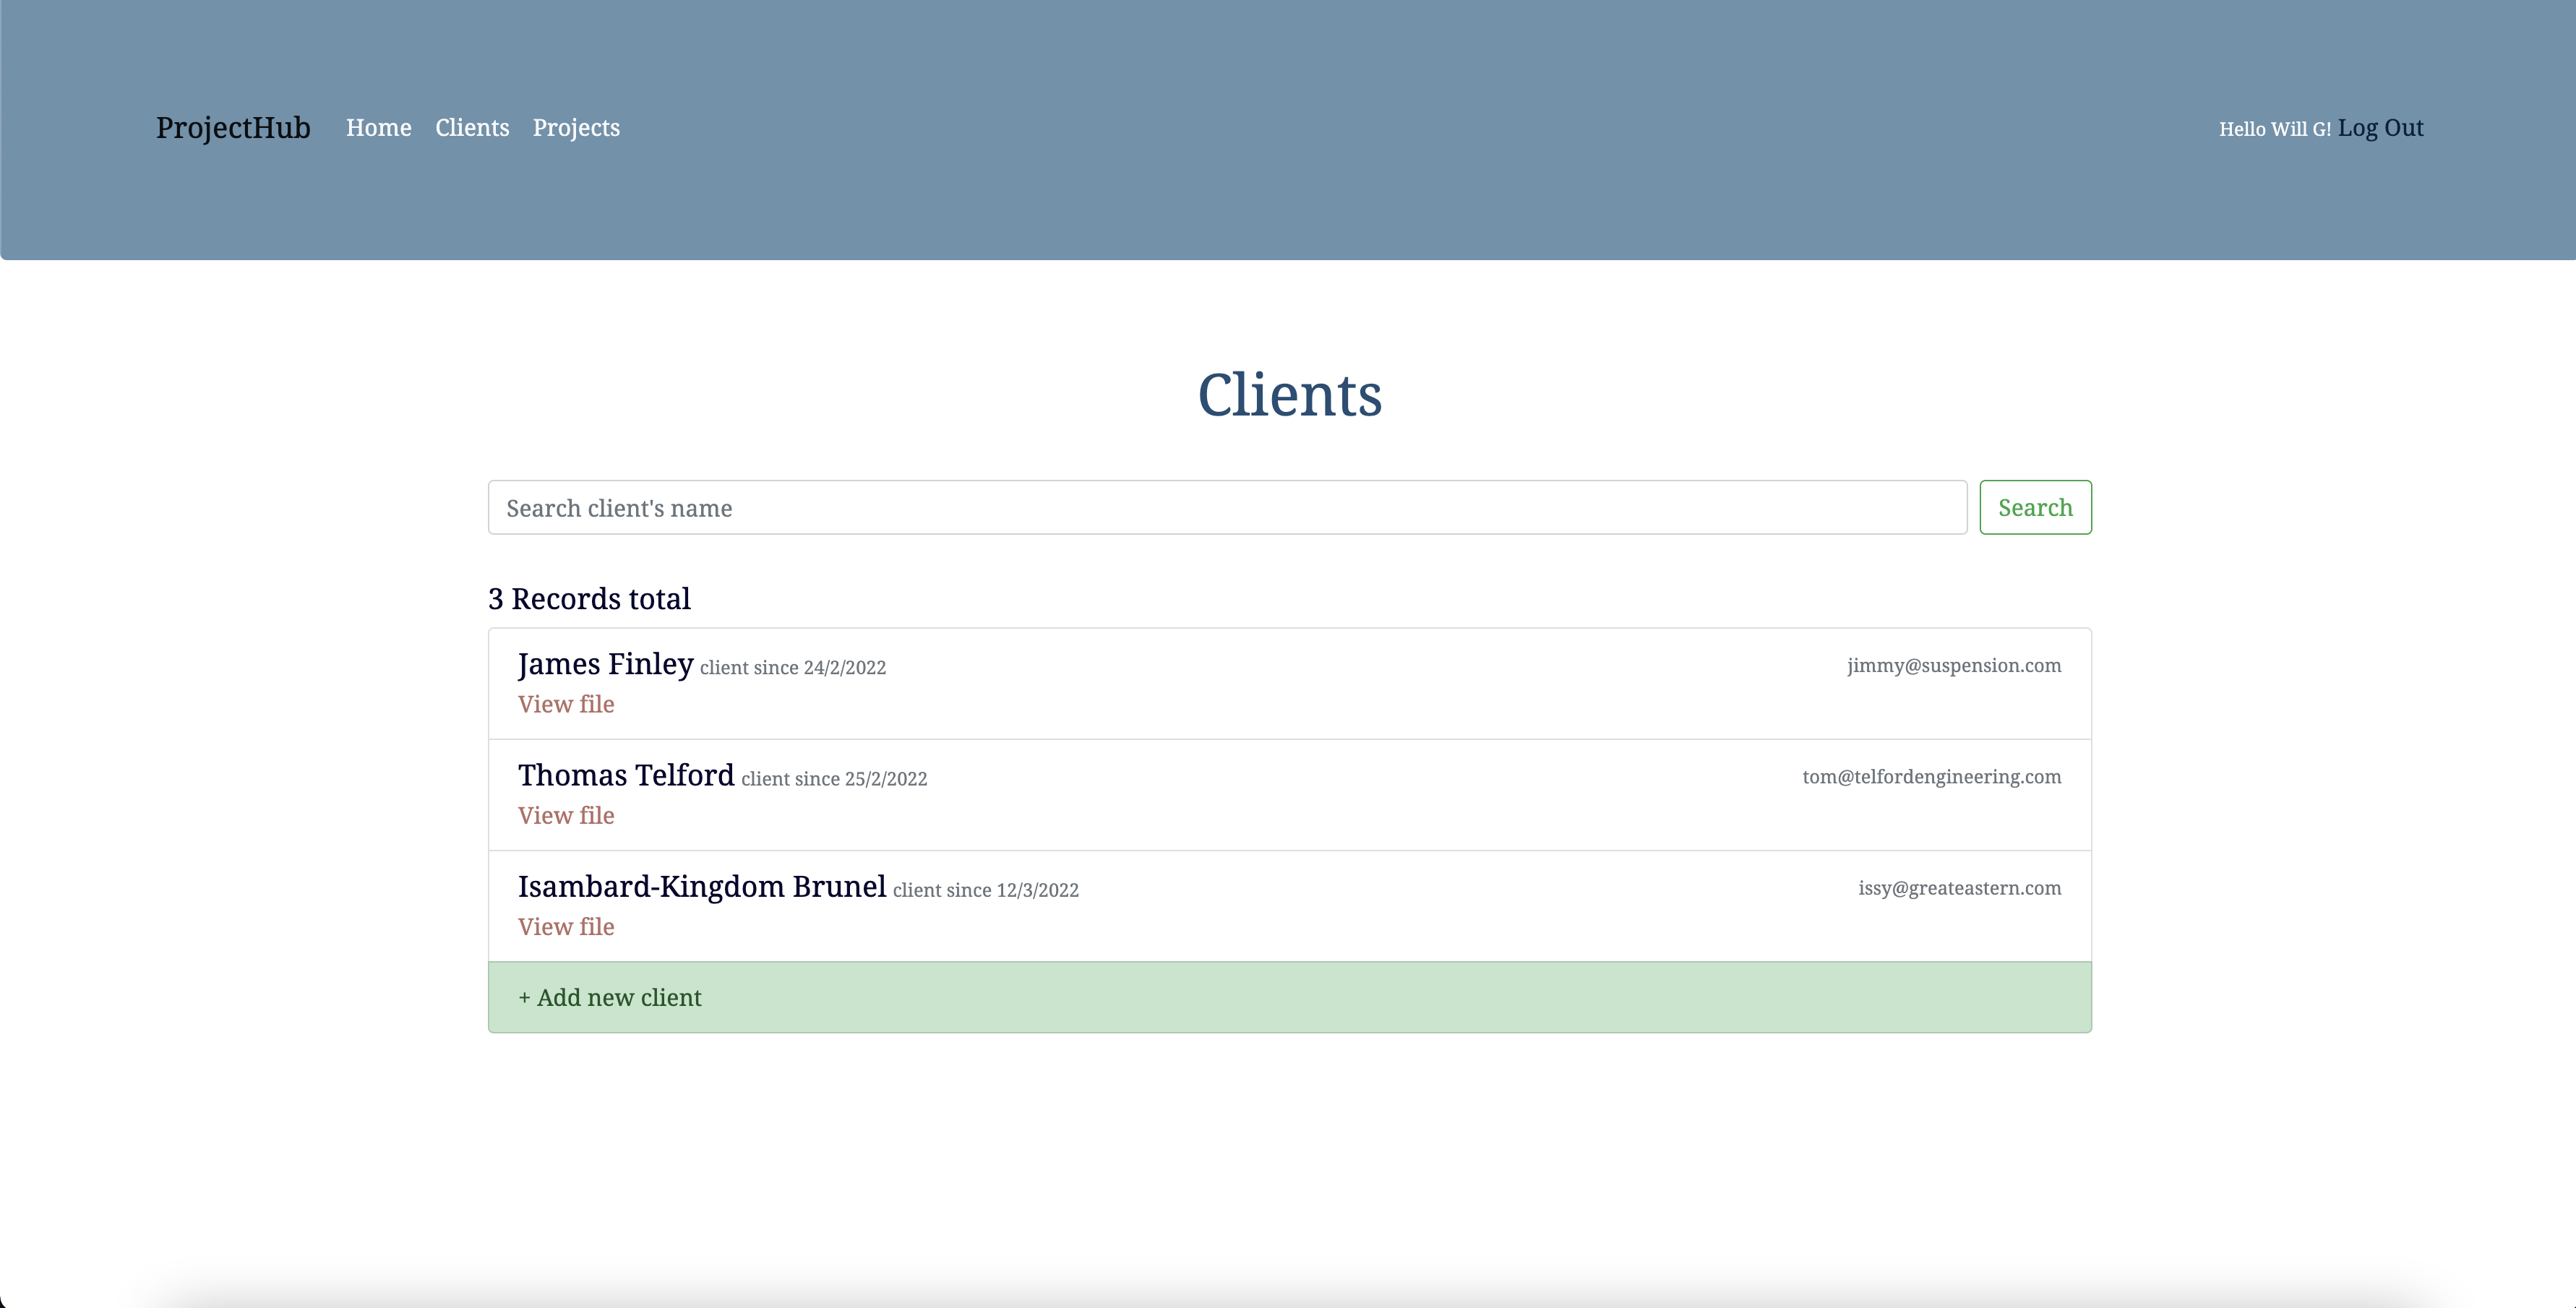 ProjectHub Home Clients Projects Hello Will G! Log Out
Clients
Search client's name Search
3 Records total
James Finley client since 24/2/2022 jimmy@suspension.com
View file
Thomas Telford client since 25/2/2022 tom@telfordengineering.com
View file
Isambard-Kingdom Brunel client since 12/3/2022 issy@greateastern.com
View file
+ Add new client